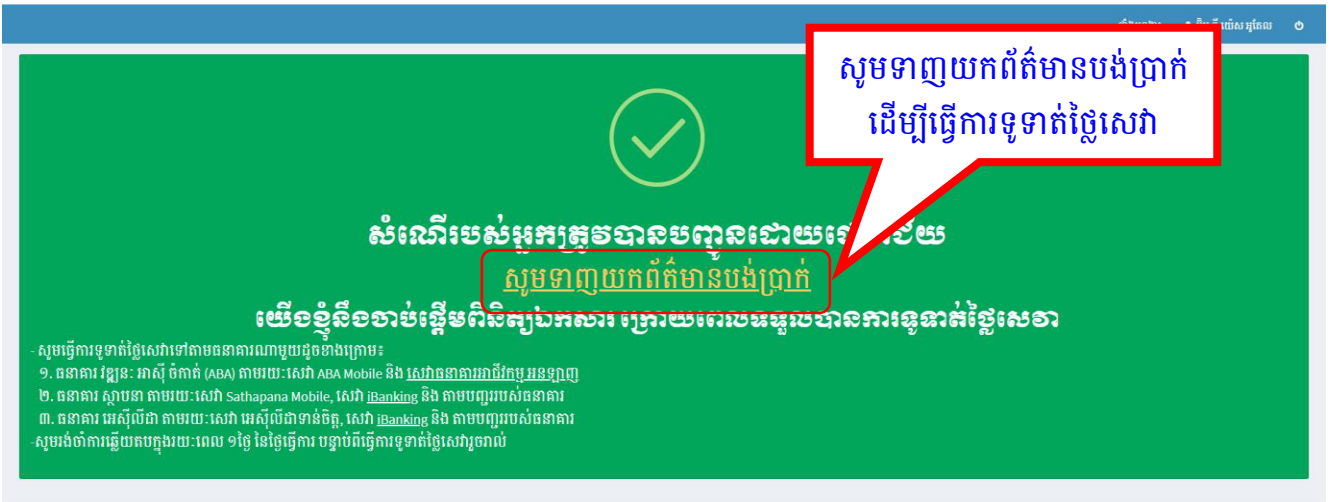 អូតែល
សូមទាញយកព័ត៌មានបង់ប្រាក់
ដើម្បីធ្វើការទូទាត់ថ្លៃសេវា
សំណើរបស់អ្នកត្រូវបានបញ្ជូនដោយ
សូមទាញយកព័ត៌មានបង់ប្រាក់
យើងខ្ញុំនឹងចាប់ផ្តើមពិនិត្យឯកសារ ក្រោយពេលទទួលបានការទូទាត់ថ្លៃសេវា
- សូមធ្វើការទូទាត់ថ្លៃសេវាទៅតាមធនាគារណាមួយដូចខាងក្រោម៖
១. ធនាគារ វឌ្ឍនៈ អាស៊ី ចំកាត់ (ABA) តាមរយៈសេវា ABA Mobile និង សេវាធនាគារអាជីវកម្ម អនឡាញ
២. ធនាគារ ស្ថាបនា តាមរយៈសេវា Sathapana Mobile, សេវា iBanking និង តាមបញ្ជររបស់ធនាគារ
៣. ធនាគារ អេស៊ីលីដា តាមរយៈសេវា អេស៊ីលីដាទាន់ចិត្ត, សេវា iBanking និង តាមបញ្ជររបស់ធនាគារ
-សូមរង់ចាំការឆ្លើយតបក្នុងរយៈពេល ១ថ្ងៃ នៃថ្ងៃធ្វើការ បន្ទាប់ពីធ្វើការទូទាត់ថ្លៃសេវារួចរាល់